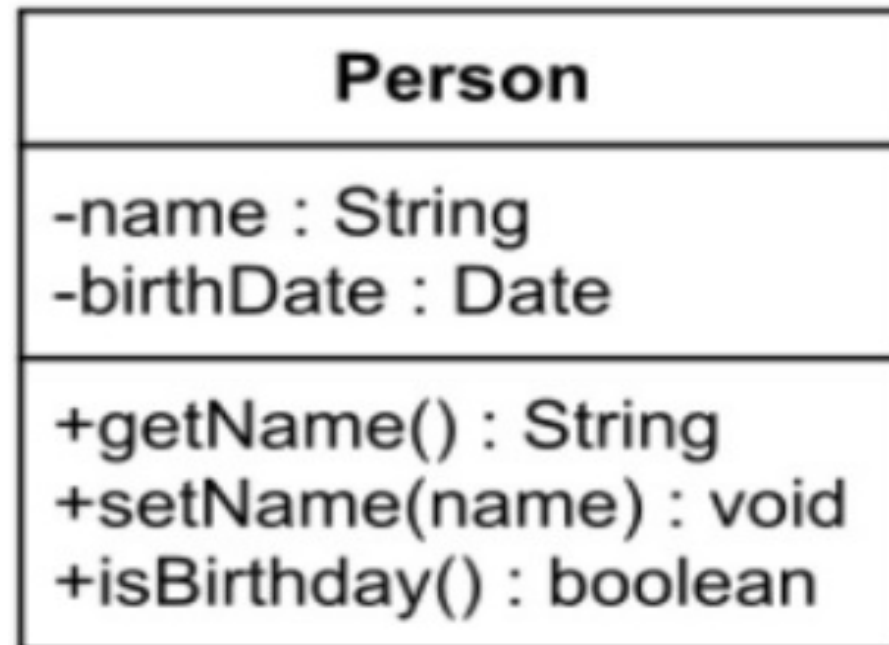 Person
-name : String
-birthDate : Date
+getName() : String
+setName(name) : void
+isBirthday() : boolean